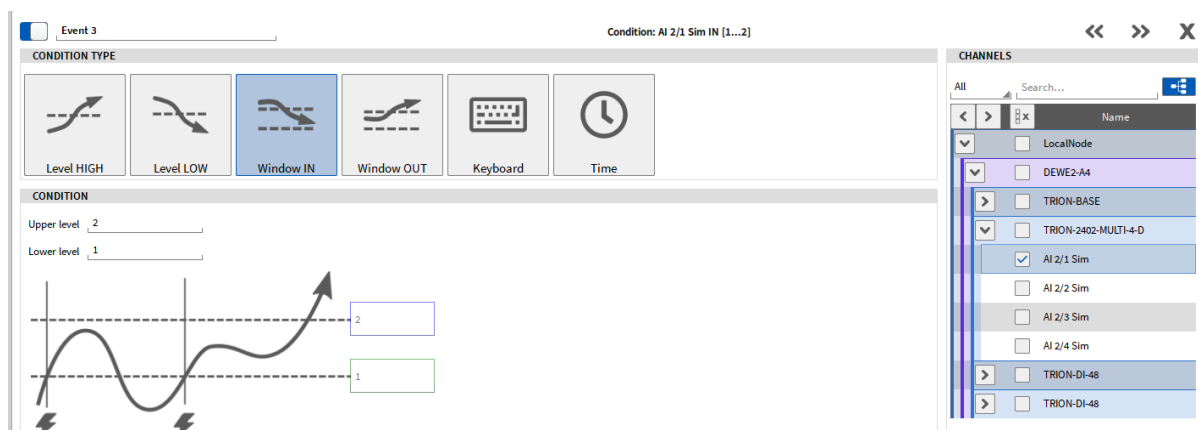 Event 3
Condition: AI 2/1 Sim IN [1...2]
X
CONDITION TYPE
Level HIGH
Level LOW
Window IN
Window OUT
Keyboard
Time
CONDITION
Upper level 2
Lower level 1
2
1
CHANNELS
All
Search...
Name
LocalNode
DEWE2-A4
TRION-BASE
TRION-2402-MULTI-4-D
AI 2/1 Sim
AI 2/2 Sim
AI 2/3 Sim
AI 2/4 Sim
TRION-DI-48
TRION-DI-48